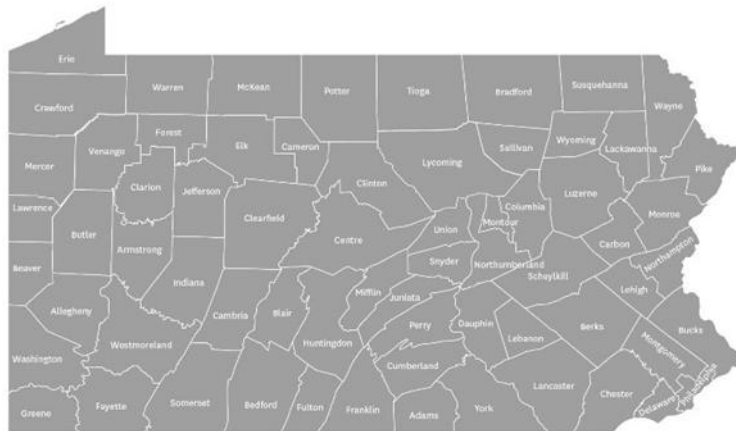 Erie
Crawford
Warren
McKean
Potter
Tioga
Bradford
Susquehanna
Wayne
Mercer
Venango
Forest
Elk
Cameron
Lycoming
Sullivan
Wyoming
Lackawanna
Pike
Lawrence
Butler
Clarion
Jefferson
Clearfield
Clinton
Centre
Union
Montour
Columbia
Luzerne
Monroe
Beaver
Armstrong
Indiana
Snyder
Northumberland
Carbon
Northampton
Allegheny
Cambria
Blair
Mifflin
Juniata
Schuylkill
Lehigh
Washington
Westmoreland
Huntingdon
Perry
Dauphin
Lebanon
Berks
Montgomery
Bucks
Cumberland
Greene
Fayette
Somerset
Bedford
Fulton
Franklin
Adams
York
Lancaster
Chester
Delaware
Philadelphia